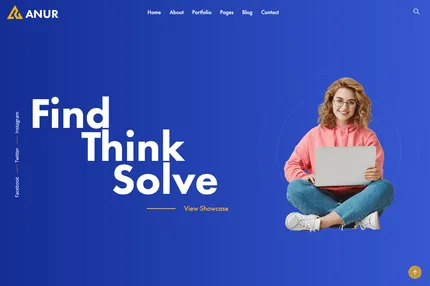 ANUR
Home About Portfolio Pages Blog Contact
Find
Think
Solve
View Showcase
Facebook Twitter Instagram